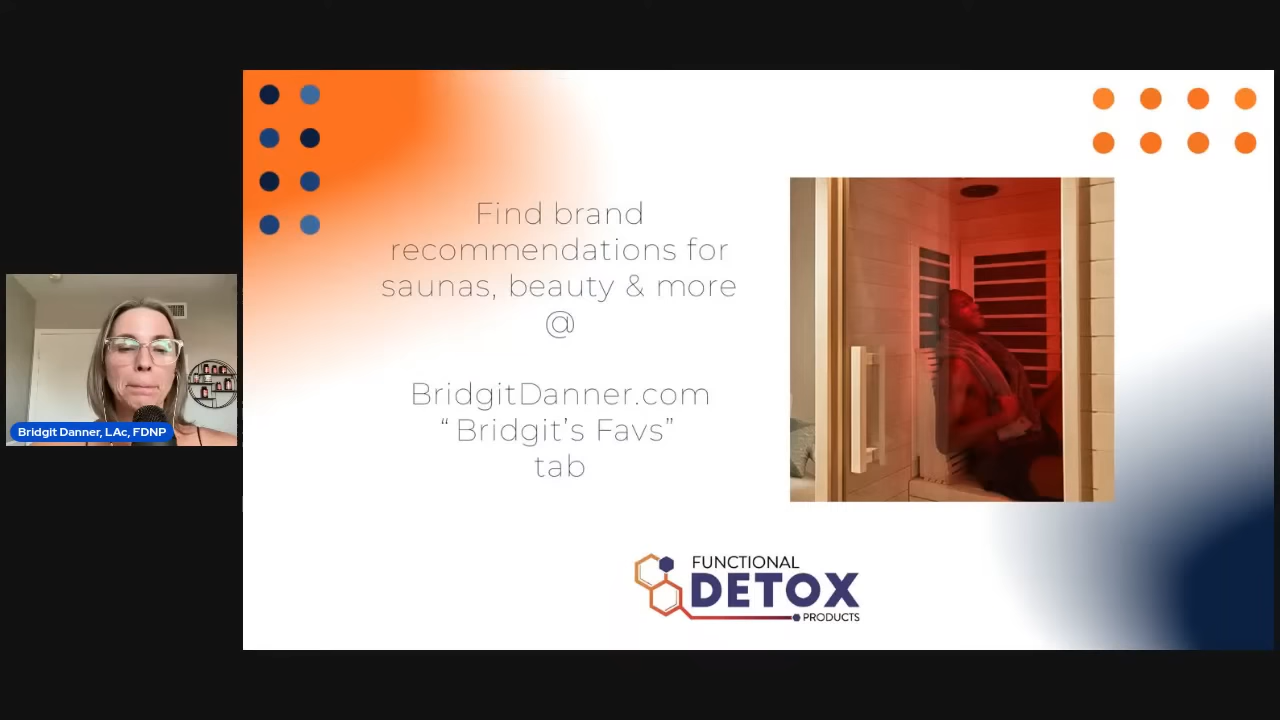 Find brand
recommendations for
saunas, beauty & more
@
BridgitDanner.com
“Bridgit’s Favs”
tab
Bridgit Danner, LAc, FDNP
FUNCTIONAL
DETOX
PRODUCTS